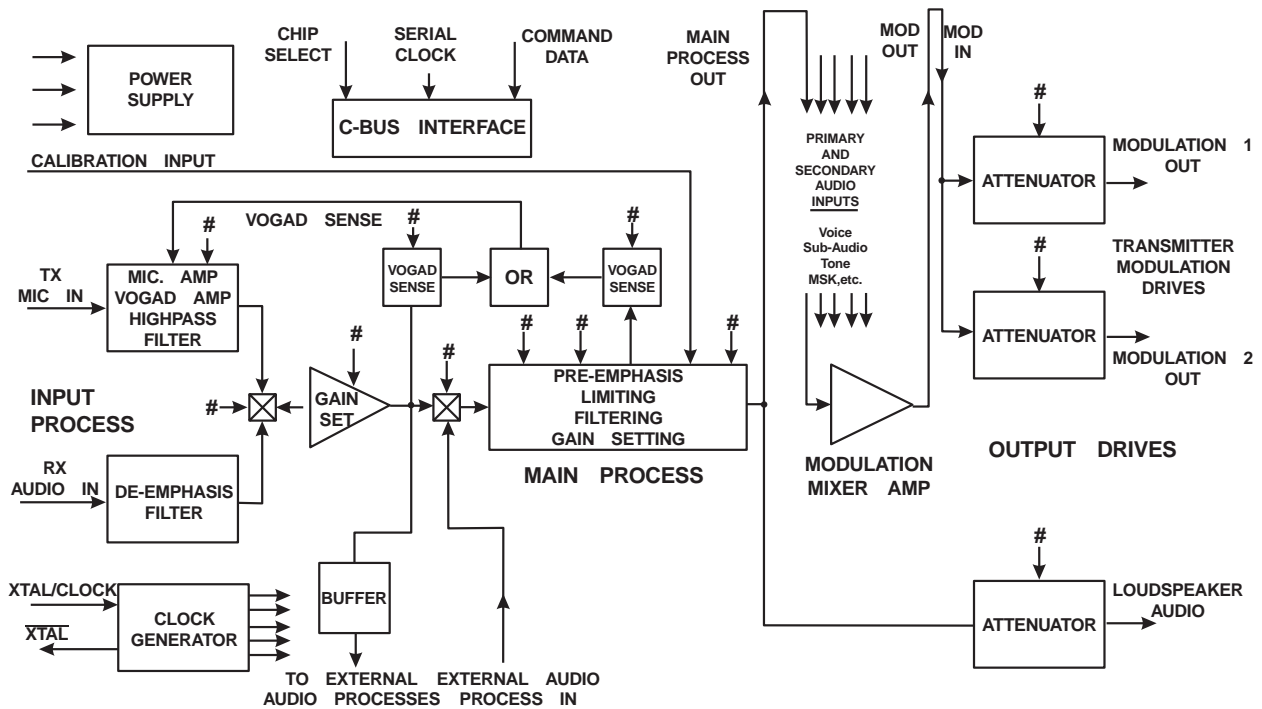 POWER
SUPPLY
CHIP
SELECT
SERIAL
CLOCK
COMMAND
DATA
C-BUS INTERFACE
MAIN
PROCESS
OUT
MOD
OUT
MOD
IN
CALIBRATION INPUT
PRIMARY
AND
SECONDARY
AUDIO
INPUTS
Voice
Sub-Audio
Tone
MSK,etc.
#
ATTENUATOR
MODULATION 1
OUT
#
ATTENUATOR
TRANSMITTER
MODULATION
DRIVES
MODULATION 2
OUT
VOGAD SENSE
#
#
#
TX
MIC IN
MIC. AMP
VOGAD AMP
HIGHPASS
FILTER
VOGAD
SENSE
OR
VOGAD
SENSE
#
#
#
#
#
INPUT
PROCESS
#
GAIN
SET
PRE-EMPHASIS
LIMITING
FILTERING
GAIN SETTING
MAIN PROCESS
MODULATION
MIXER AMP
OUTPUT DRIVES
RX
AUDIO IN
DE-EMPHASIS
FILTER
XTAL/CLOCK
XTAL
CLOCK
GENERATOR
BUFFER
#
ATTENUATOR
LOUDSPEAKER
AUDIO
TO EXTERNAL
AUDIO PROCESSES
EXTERNAL AUDIO
PROCESS IN